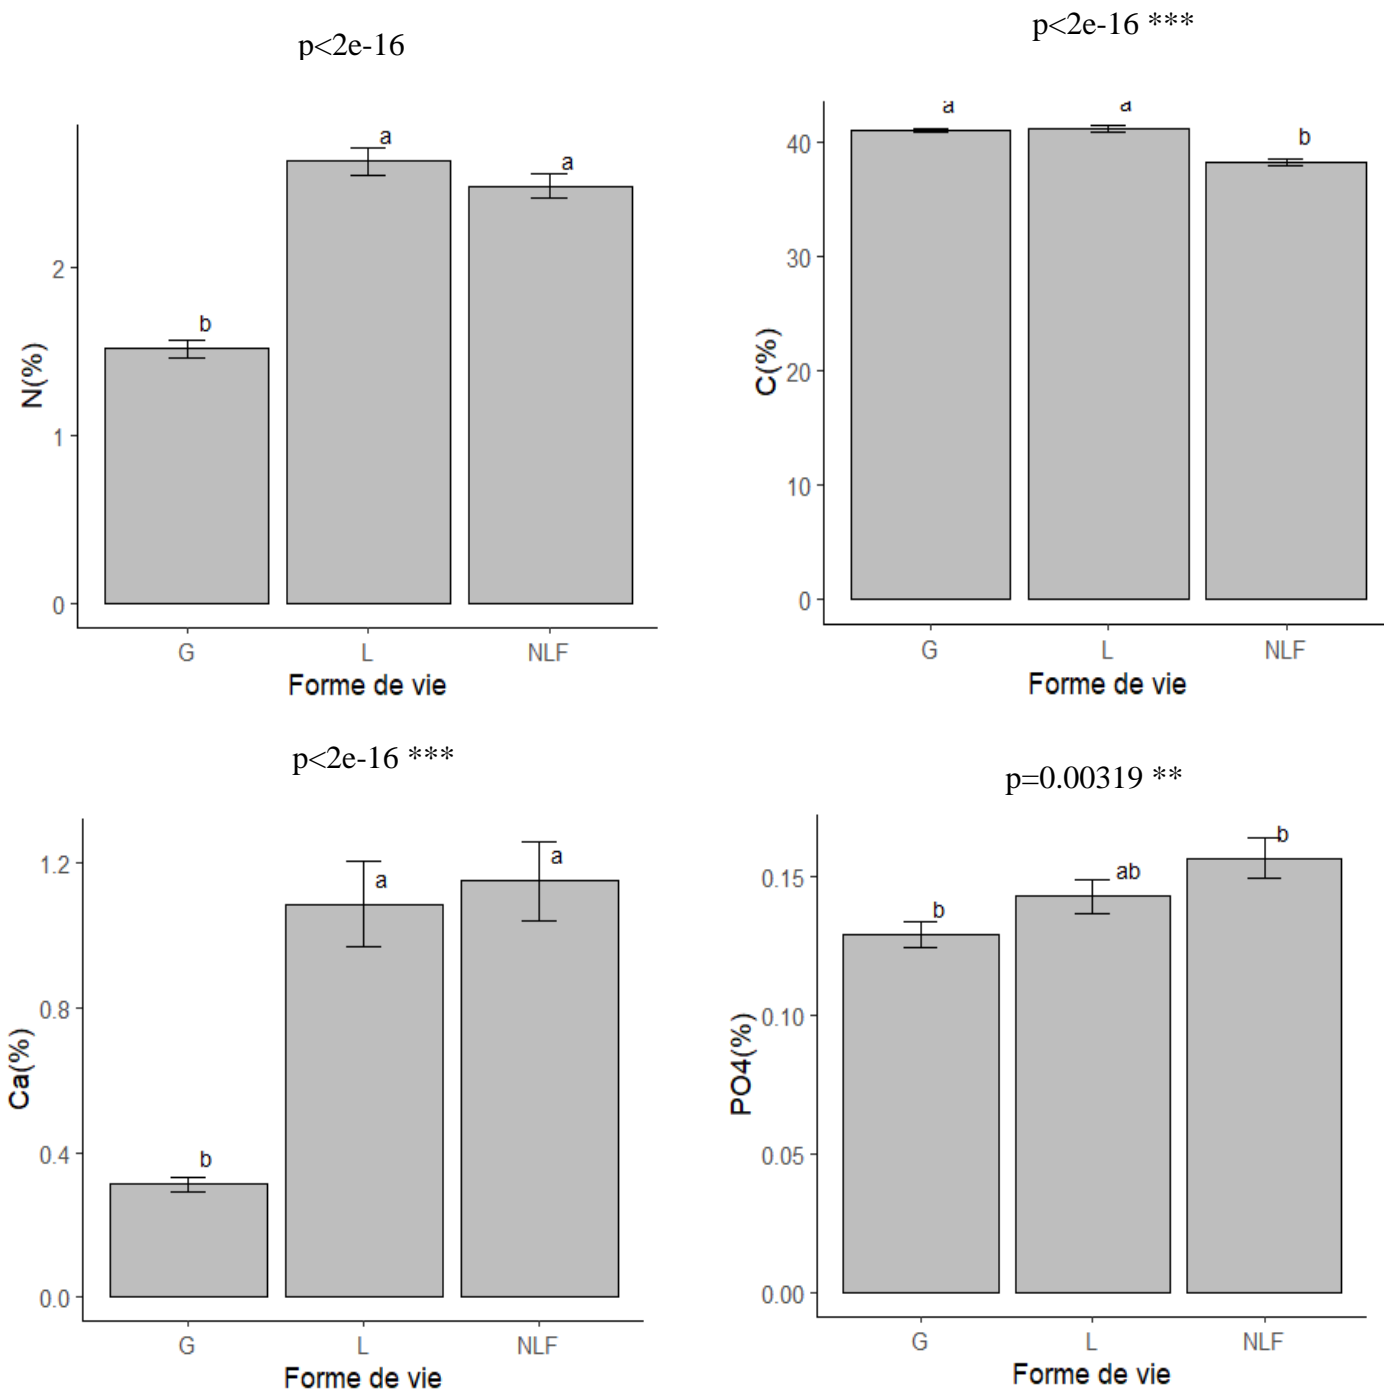 p<2e-16
a
a
b
2
1
0
N(%)
G L NLF
Forme de vie
p<2e-16 ***
a a
b
40
30
20
10
0
C(%)
G L NLF
Forme de vie
p<2e-16 ***
a
a
b
1.2
0.8
0.4
0.0
Ca(%)
G L NLF
Forme de vie
p=0.00319 **
b
ab
b
0.15
0.10
0.05
0.00
PO4(%)
G L NLF
Forme de vie